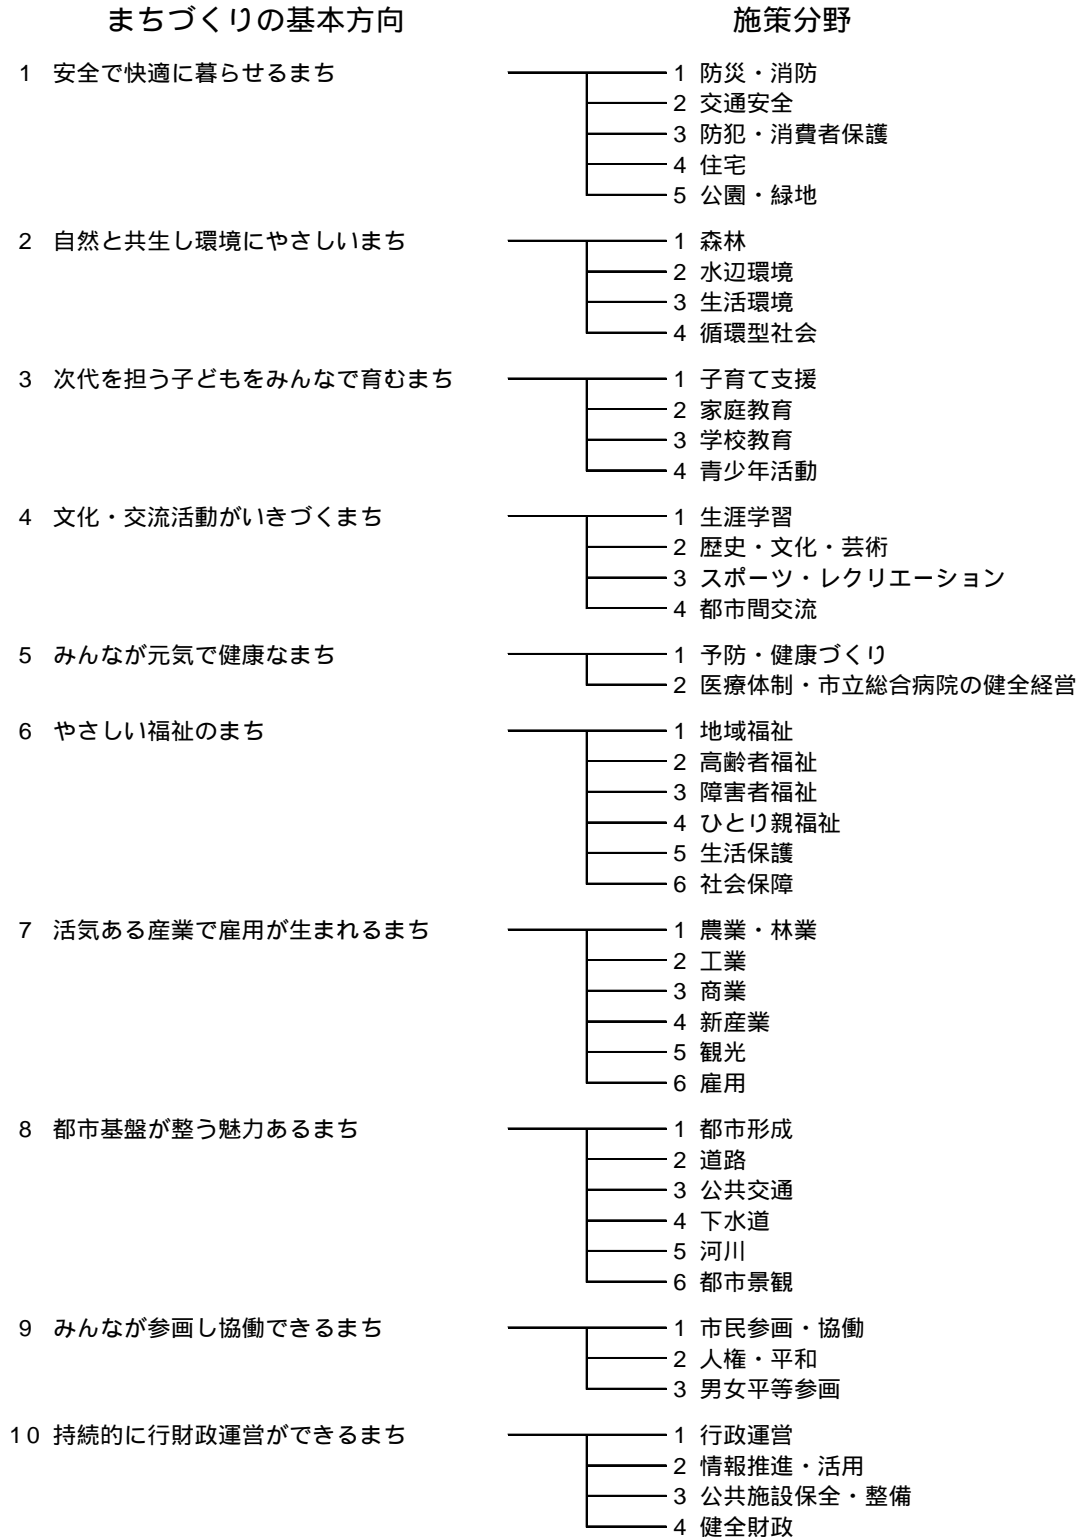 まちづくりの基本方向 施策分野
1 安全で快適に暮らせるまち 1 防災・消防
2 交通安全
3 防犯・消費者保護
4 住宅
5 公園・緑地
2 自然と共生し環境にやさしいまち 1 森林
2 水辺環境
3 生活環境
4 循環型社会
3 次代を担う子どもをみんなで育むまち 1 子育て支援
2 家庭教育
3 学校教育
4 青少年活動
4 文化・交流活動がいきづくまち 1 生涯学習
2 歴史・文化・芸術
3 スポーツ・レクリエーション
4 都市間交流
5 みんなが元気で健康なまち 1 予防・健康づくり
2 医療体制・市立総合病院の健全経営
6 やさしい福祉のまち 1 地域福祉
2 高齢者福祉
3 障害者福祉
4 ひとり親福祉
5 生活保護
6 社会保障
7 活気ある産業で雇用が生まれるまち 1 農業・林業
2 工業
3 商業
4 新産業
5 観光
6 雇用
8 都市基盤が整う魅力あるまち 1 都市形成
2 道路
3 公共交通
4 下水道
5 河川
6 都市景観
9 みんなが参画し協働できるまち 1 市民参画・協働
2 人権・平和
3 男女平等参画
10 持続的に行財政運営ができるまち 1 行政運営
2 情報推進・活用
3 公共施設保全・整備
4 健全財政